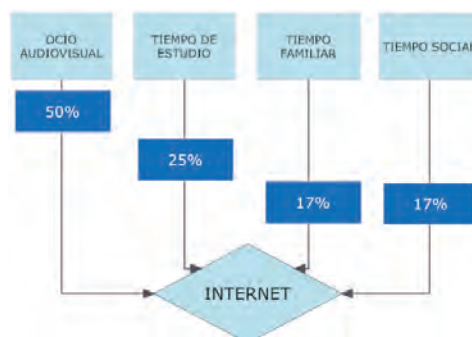 OCIO
AUDIOVISUAL
TIEMPO DE
ESTUDIO
TIEMPO
FAMILIAR
TIEMPO SOCIAL
50%
25%
17%
17%
INTERNET